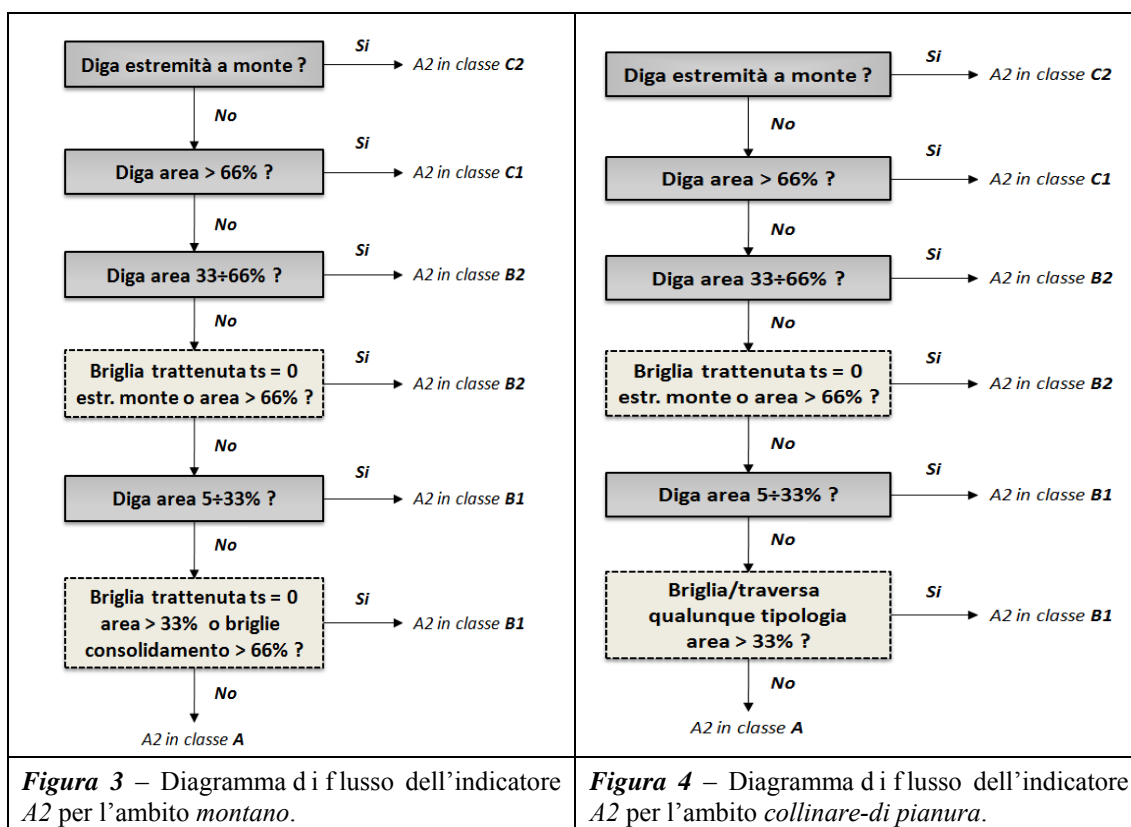 Diga estremità a monte ?
Si
A2 in classe C2
No
Diga area > 66% ?
Si
A2 in classe C1
No
Diga area 33÷66% ?
Si
A2 in classe B2
No
Briglia trattenuta ts = 0
estr. monte o area > 66% ?
Si
A2 in classe B2
No
Diga area 5÷33% ?
Si
A2 in classe B1
No
Briglia trattenuta ts = 0
area > 33% o briglie
consolidamento > 66% ?
Si
A2 in classe B1
No
A2 in classe A
Figura 3 – Diagramma d i f lusso dell'indicatore
A2 per l'ambito montano.
Diga estremità a monte ?
Si
A2 in classe C2
No
Diga area > 66% ?
Si
A2 in classe C1
No
Diga area 33÷66% ?
Si
A2 in classe B2
No
Briglia trattenuta ts = 0
estr. monte o area > 66% ?
Si
A2 in classe B2
No
Diga area 5÷33% ?
Si
A2 in classe B1
No
Briglia/traversa
qualunque tipologia
area > 33% ?
Si
A2 in classe B1
No
A2 in classe A
Figura 4 – Diagramma d i f lusso dell'indicatore
A2 per l'ambito collinare-di pianura.